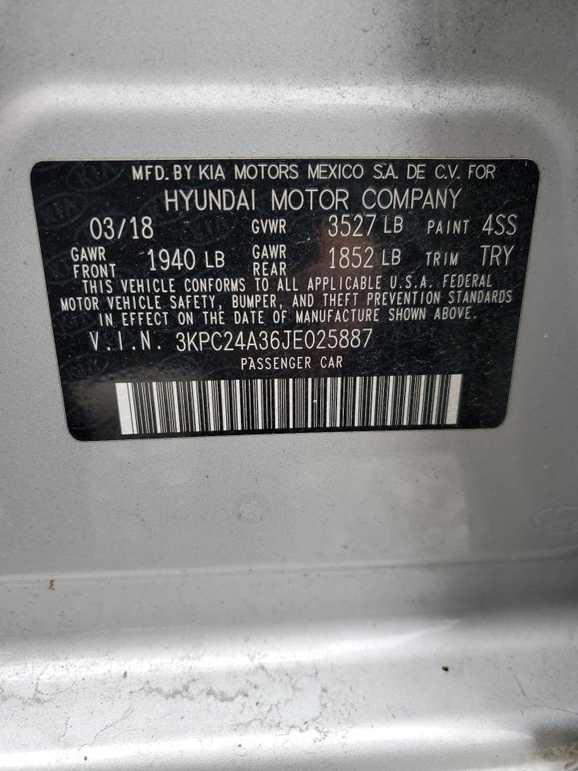 MFD. BY KIA MOTORS MEXICO S.A. DE C.V. FOR
HYUNDAI MOTOR COMPANY
03/18 GVWR 3527 LB PAINT 4SS
GAWR FRONT 1940 LB GAWR REAR 1852 LB TRIM TRY
THIS VEHICLE CONFORMS TO ALL APPLICABLE U.S.A. FEDERAL
MOTOR VEHICLE SAFETY, BUMPER, AND THEFT PREVENTION STANDARDS
IN EFFECT ON THE DATE OF MANUFACTURE SHOWN ABOVE.
V.I.N. 3KPC24A36JE025887
PASSENGER CAR